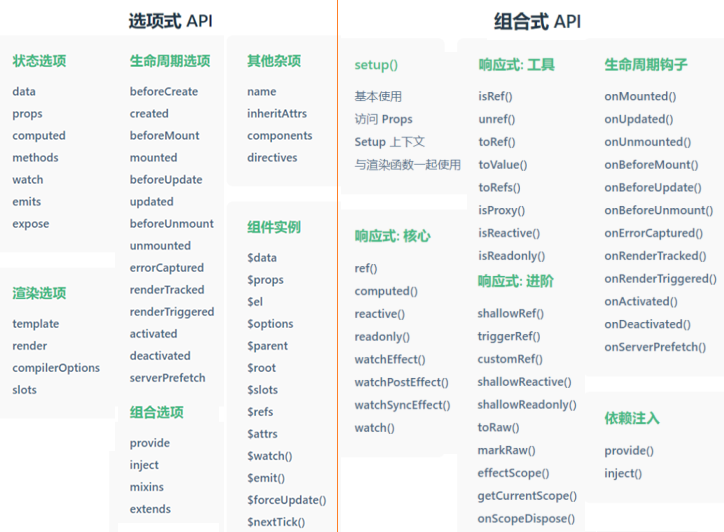 选项式 API
状态选项
data
props
computed
methods
watch
emits
expose
渲染选项
template
render
compilerOptions
slots
生命周期选项
beforeCreate
created
beforeMount
mounted
beforeUpdate
updated
beforeUnmount
unmounted
errorCaptured
renderTracked
renderTriggered
activated
deactivated
serverPrefetch
组合选项
provide
inject
mixins
extends
其他杂项
name
inheritAttrs
components
directives
组件实例
$data
$props
$el
$options
$parent
$root
$slots
$refs
$attrs
$watch()
$emit()
$forceUpdate()
$nextTick()
组合式 API
setup()
基本使用
访问 Props
Setup 上下文
与渲染函数一起使用
响应式: 核心
ref()
computed()
reactive()
readonly()
watchEffect()
watchPostEffect()
watchSyncEffect()
watch()
响应式: 工具
isRef()
unref()
toRef()
toValue()
toRefs()
isProxy()
isReactive()
isReadonly()
响应式: 进阶
shallowRef()
triggerRef()
customRef()
shallowReactive()
shallowReadonly()
toRaw()
markRaw()
effectScope()
getCurrentScope()
onScopeDispose()
生命周期钩子
onMounted()
onUpdated()
onUnmounted()
onBeforeMount()
onBeforeUpdate()
onBeforeUnmount()
onErrorCaptured()
onRenderTracked()
onRenderTriggered()
onActivated()
onDeactivated()
onServerPrefetch()
依赖注入
provide()
inject()